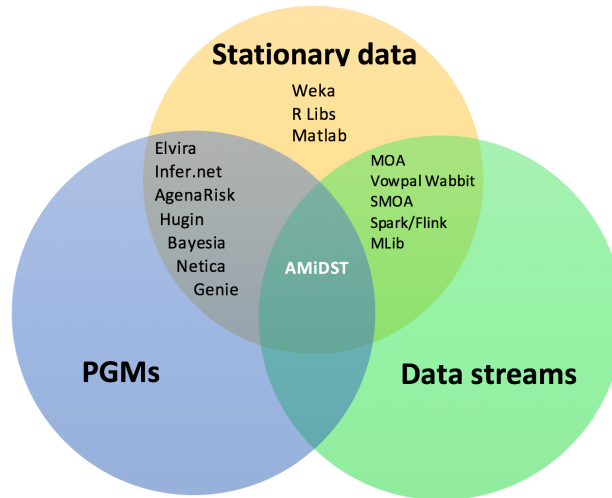 Stationary data
Weka
R Libs
Matlab
Elvira
Infer.net
AgenaRisk
Hugin
Bayesia
Netica
Genie
MOA
Vowpal Wabbit
SMOA
Spark/Flink
MLib
AMiDST
PGMs
Data streams